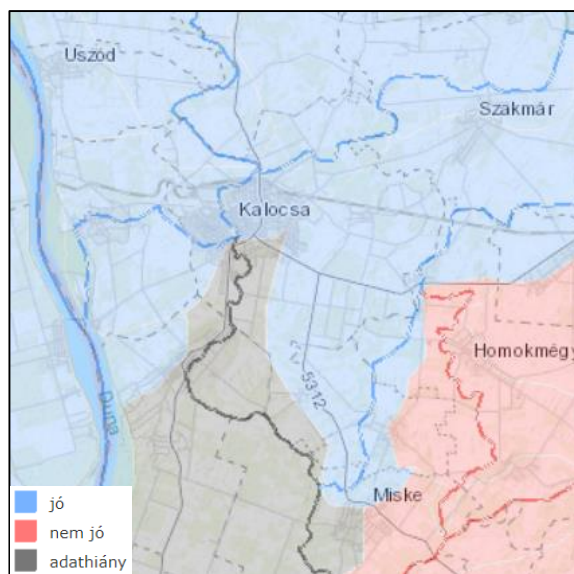 Uszód
Szakmár
Kalocsa
Homokmégy
5312
Duna
Miske
jó
nem jó
adathiány